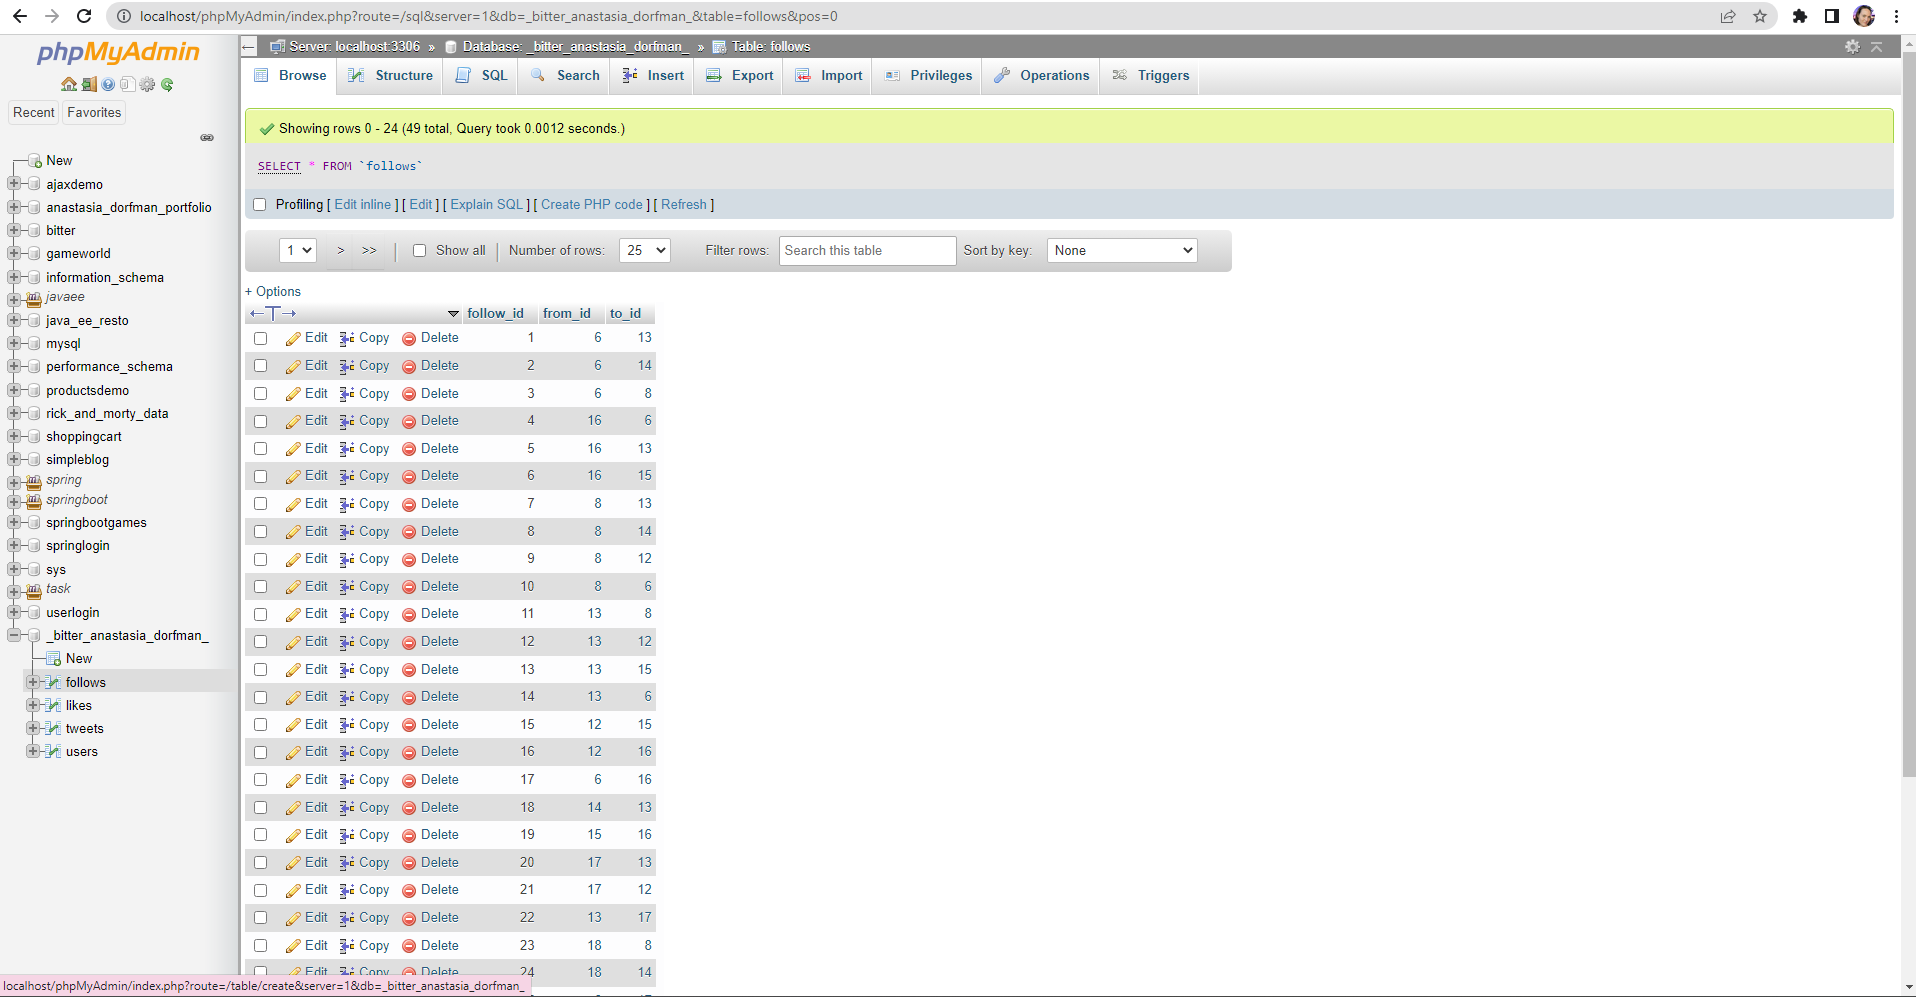 localhost/phpMyAdmin/index.php?route=/sql&server=1&db=_bitter_anastasia_dorfman_&table=follows&pos=0
phpMyAdmin
Recent Favorites
New
ajaxdemo
anastasia_dorfman_portfolio
bitter
gameworld
information_schema
javaee
java_ee_resto
mysql
performance_schema
productsdemo
rick_and_morty_data
shoppingcart
simpleblog
spring
springboot
springbootgames
springlogin
sys
task
userlogin
_bitter_anastasia_dorfman_
New
follows
likes
tweets
users
Server: localhost:3306 » Database: _bitter_anastasia_dorfman_ » Table: follows
Browse Structure SQL Search Insert Export Import Privileges Operations Triggers
Showing rows 0 - 24 (49 total, Query took 0.0012 seconds.)
SELECT * FROM `follows`
Profiling [ Edit inline ] [ Edit ] [ Explain SQL ] [ Create PHP code ] [ Refresh ]
1 > >> Show all Number of rows: 25 Filter rows: Search this table Sort by key: None
+ Options
←T→ follow_id from_id to_id
Edit Copy Delete 1 6 13
Edit Copy Delete 2 6 14
Edit Copy Delete 3 6 8
Edit Copy Delete 4 16 6
Edit Copy Delete 5 16 13
Edit Copy Delete 6 16 15
Edit Copy Delete 7 8 13
Edit Copy Delete 8 8 14
Edit Copy Delete 9 8 12
Edit Copy Delete 10 8 6
Edit Copy Delete 11 13 8
Edit Copy Delete 12 13 12
Edit Copy Delete 13 13 15
Edit Copy Delete 14 13 6
Edit Copy Delete 15 12 15
Edit Copy Delete 16 12 16
Edit Copy Delete 17 6 16
Edit Copy Delete 18 14 13
Edit Copy Delete 19 15 16
Edit Copy Delete 20 17 13
Edit Copy Delete 21 17 12
Edit Copy Delete 22 13 17
Edit Copy Delete 23 18 8
Edit Copy Delete 24 18 14
localhost/phpMyAdmin/index.php?route=/table/create&server=1&db=_bitter_anastasia_dorfman_